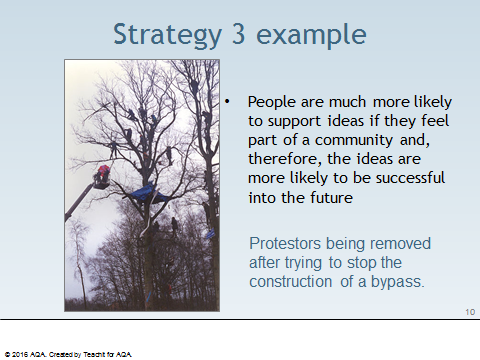 Strategy 3 example
• People are much more likely
to support ideas if they feel
part of a community and,
therefore, the ideas are
more likely to be successful
into the future
Protestors being removed
after trying to stop the
construction of a bypass.
10
© 2016 AQA. Created by Teachit for AQA.